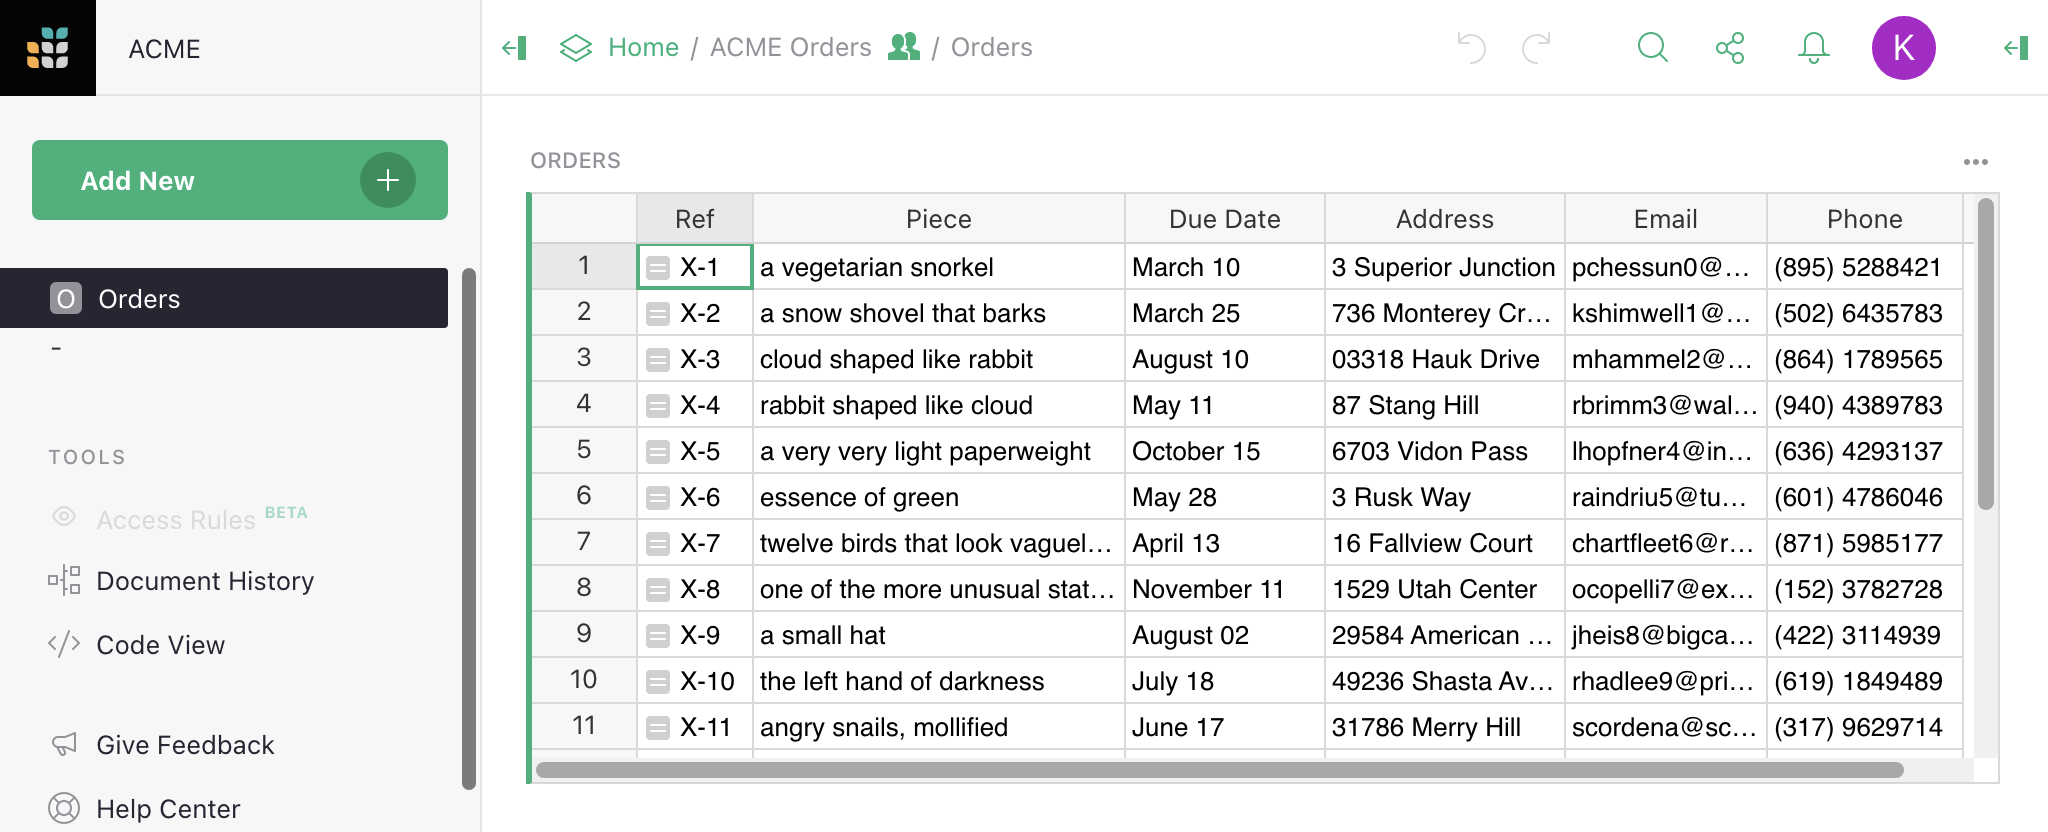 ACME
Home / ACME Orders / Orders
K
Add New
O Orders
-
TOOLS
Access Rules BETA
Document History
Code View
Give Feedback
Help Center
ORDERS
Ref Piece Due Date Address Email Phone
1 X-1 a vegetarian snorkel March 10 3 Superior Junction pchessun0@... (895) 5288421
2 X-2 a snow shovel that barks March 25 736 Monterey Cr... kshimwell1@... (502) 6435783
3 X-3 cloud shaped like rabbit August 10 03318 Hauk Drive mhammel2@... (864) 1789565
4 X-4 rabbit shaped like cloud May 11 87 Stang Hill rbrimm3@wal... (940) 4389783
5 X-5 a very very light paperweight October 15 6703 Vidon Pass lhopfner4@in... (636) 4293137
6 X-6 essence of green May 28 3 Rusk Way raindriu5@tu... (601) 4786046
7 X-7 twelve birds that look vaguel... April 13 16 Fallview Court chartfleet6@r... (871) 5985177
8 X-8 one of the more unusual stat... November 11 1529 Utah Center ocopelli7@ex... (152) 3782728
9 X-9 a small hat August 02 29584 American ... jheis8@bigca... (422) 3114939
10 X-10 the left hand of darkness July 18 49236 Shasta Av... rhadlee9@pri... (619) 1849489
11 X-11 angry snails, mollified June 17 31786 Merry Hill scordena@sc... (317) 9629714